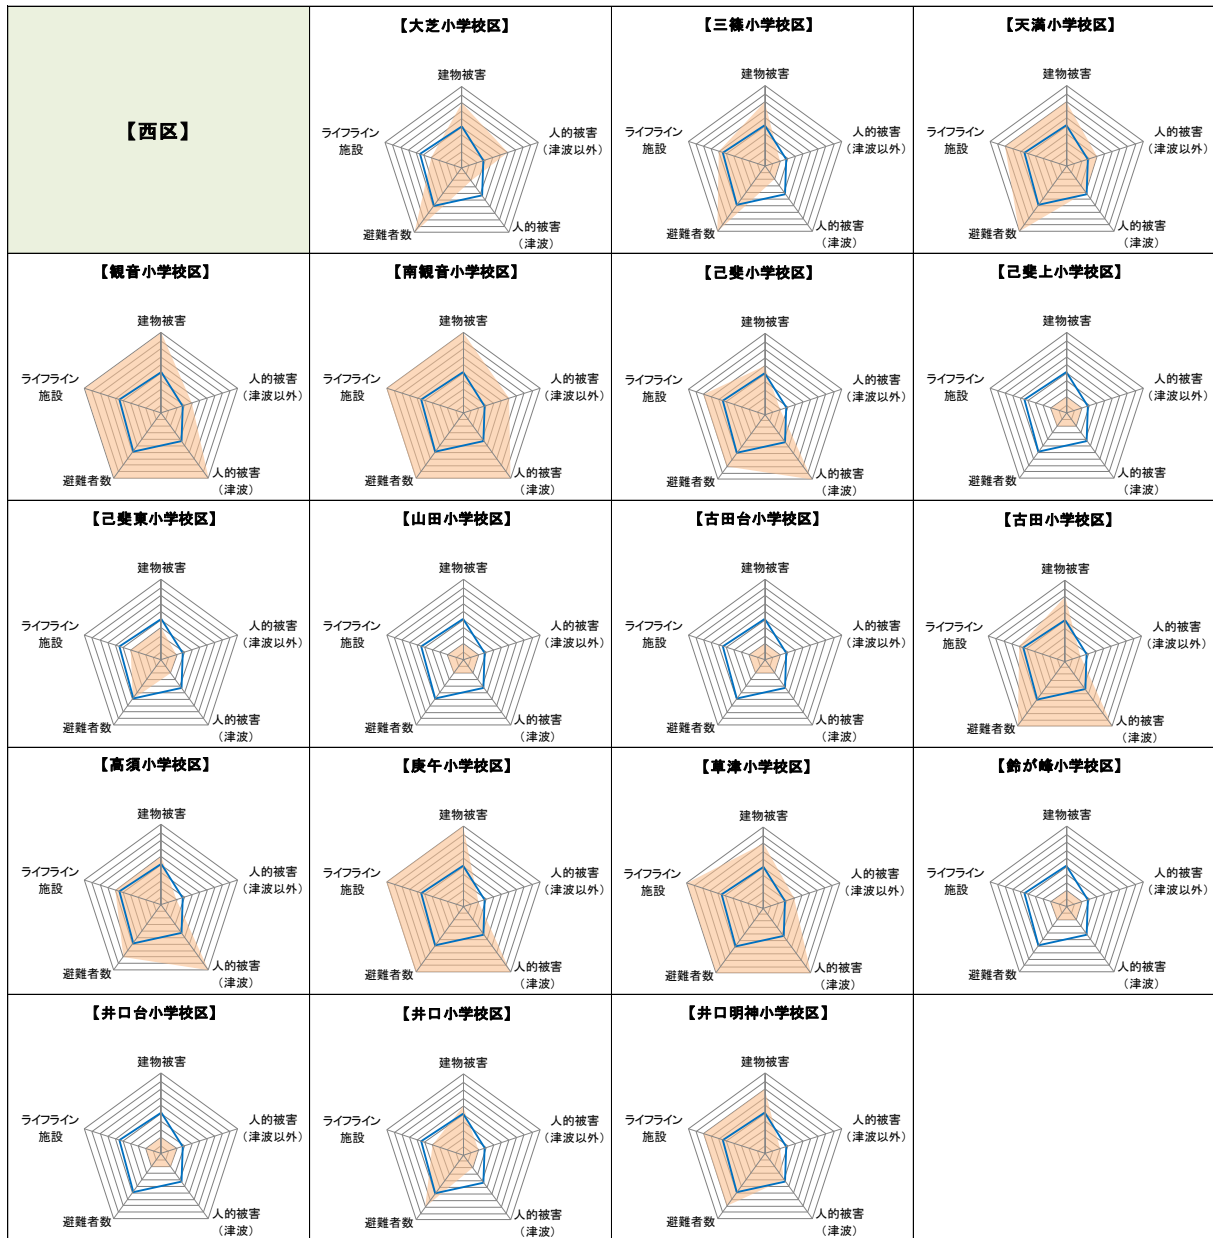 【西区】
【大芝小学校区】
建物被害
人的被害
（津波以外）
人的被害
（津波）
避難者数
ライフライン
施設
【三篠小学校区】
建物被害
人的被害
（津波以外）
人的被害
（津波）
避難者数
ライフライン
施設
【天満小学校区】
建物被害
人的被害
（津波以外）
人的被害
（津波）
避難者数
ライフライン
施設
【観音小学校区】
建物被害
人的被害
（津波以外）
人的被害
（津波）
避難者数
ライフライン
施設
【南観音小学校区】
建物被害
人的被害
（津波以外）
人的被害
（津波）
避難者数
ライフライン
施設
【己斐小学校区】
建物被害
人的被害
（津波以外）
人的被害
（津波）
避難者数
ライフライン
施設
【己斐上小学校区】
建物被害
人的被害
（津波以外）
人的被害
（津波）
避難者数
ライフライン
施設
【己斐東小学校区】
建物被害
人的被害
（津波以外）
人的被害
（津波）
避難者数
ライフライン
施設
【山田小学校区】
建物被害
人的被害
（津波以外）
人的被害
（津波）
避難者数
ライフライン
施設
【古田台小学校区】
建物被害
人的被害
（津波以外）
人的被害
（津波）
避難者数
ライフライン
施設
【古田小学校区】
建物被害
人的被害
（津波以外）
人的被害
（津波）
避難者数
ライフライン
施設
【高須小学校区】
建物被害
人的被害
（津波以外）
人的被害
（津波）
避難者数
ライフライン
施設
【庚午小学校区】
建物被害
人的被害
（津波以外）
人的被害
（津波）
避難者数
ライフライン
施設
【草津小学校区】
建物被害
人的被害
（津波以外）
人的被害
（津波）
避難者数
ライフライン
施設
【鈴が峰小学校区】
建物被害
人的被害
（津波以外）
人的被害
（津波）
避難者数
ライフライン
施設
【井口台小学校区】
建物被害
人的被害
（津波以外）
人的被害
（津波）
避難者数
ライフライン
施設
【井口小学校区】
建物被害
人的被害
（津波以外）
人的被害
（津波）
避難者数
ライフライン
施設
【井口明神小学校区】
建物被害
人的被害
（津波以外）
人的被害
（津波）
避難者数
ライフライン
施設